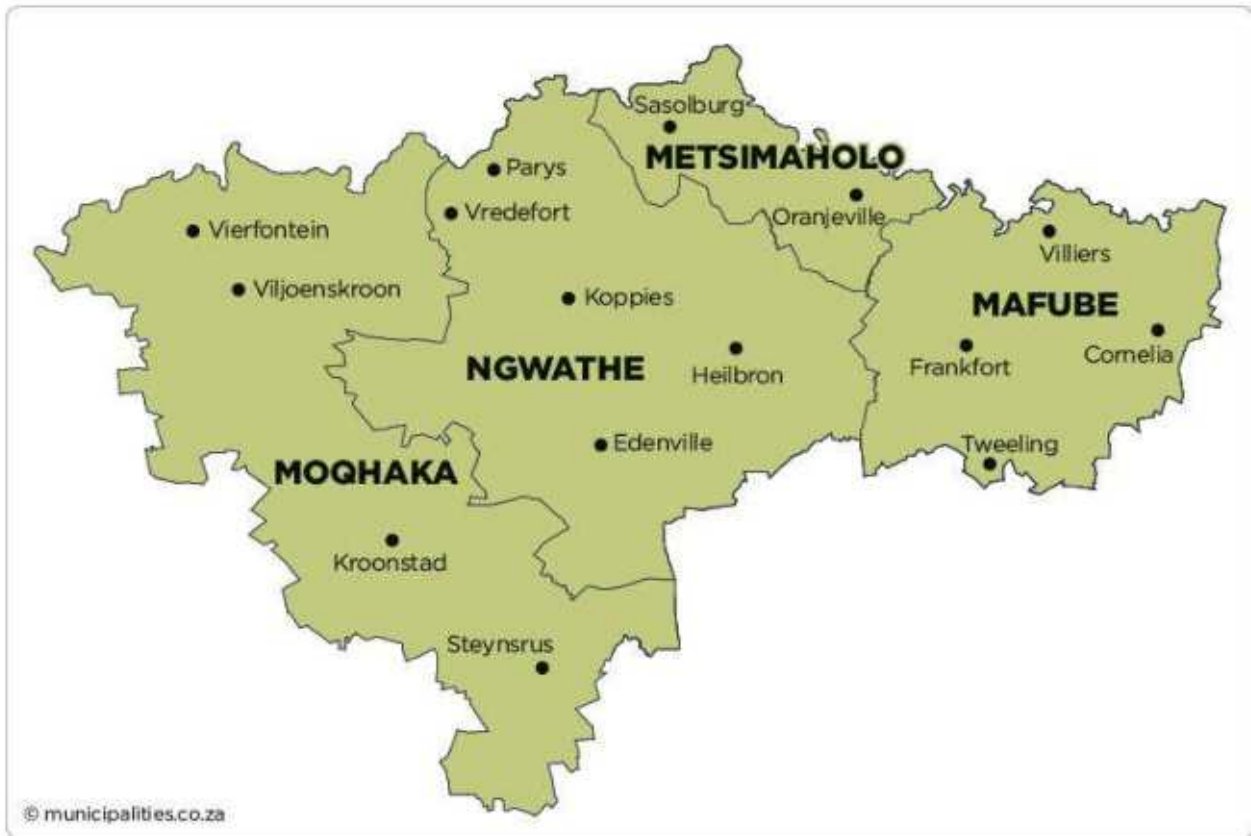 Sasolburg
METSIMAHOLO
Parys
Oranjeville
Vredefort
Vierfontein
Villiers
Viljoenskroon
Koppies
MAFUBE
Cornelia
Frankfort
NGWATHE
Heilbron
Edenville
Tweeling
MOQHAKA
Kroonstad
Steynsrus
© municipalities.co.za